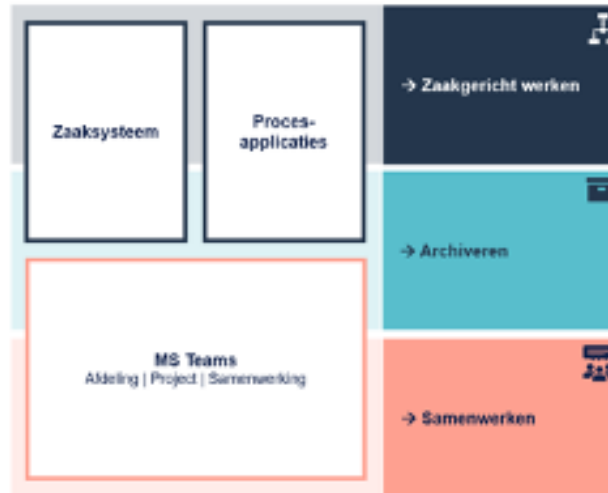 Zaaksysteem
Proces-
applicaties
→ Zaakgericht werken
→ Archiveren
MS Teams
Afdeling | Project | Samenwerking
→ Samenwerken